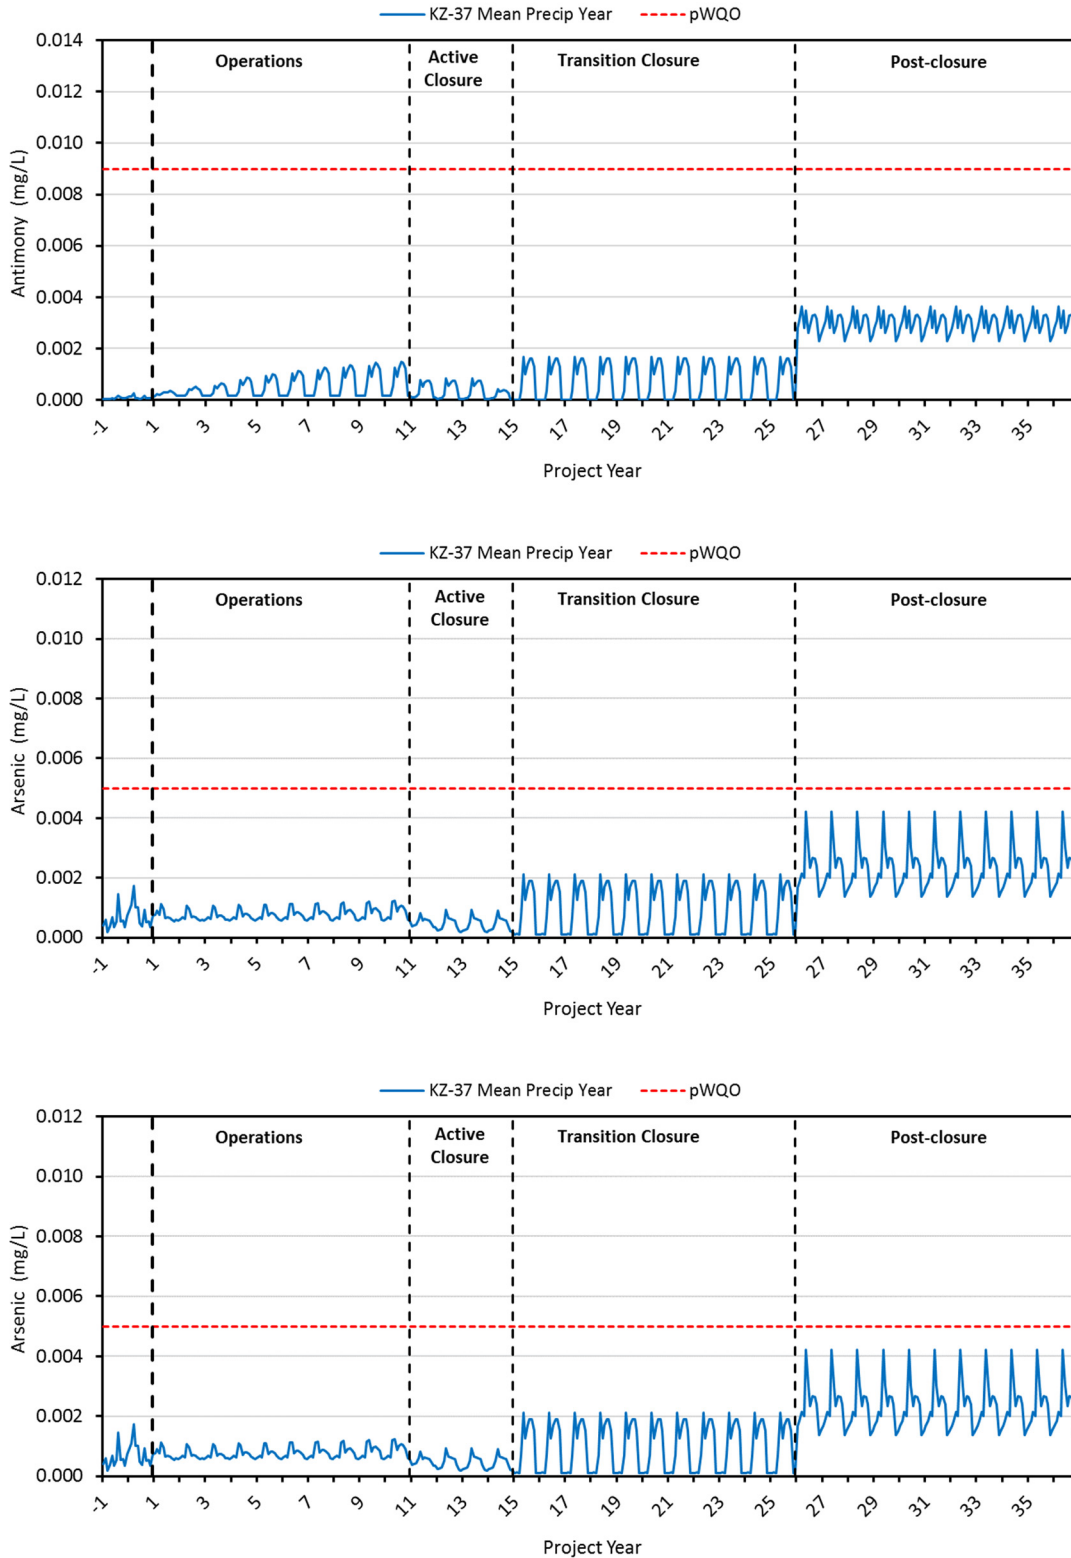 KZ-37 Mean Precip Year pWQO
0.014
Operations Active Closure Transition Closure Post-closure
0.012
0.010
0.008
0.006
0.004
0.002
0.000
Antimony (mg/L)
-1 1 3 5 7 9 11 13 15 17 19 21 23 25 27 29 31 33 35
Project Year
KZ-37 Mean Precip Year pWQO
0.012
Operations Active Closure Transition Closure Post-closure
0.010
0.008
0.006
0.004
0.002
0.000
Arsenic (mg/L)
-1 1 3 5 7 9 11 13 15 17 19 21 23 25 27 29 31 33 35
Project Year
KZ-37 Mean Precip Year pWQO
0.012
Operations Active Closure Transition Closure Post-closure
0.010
0.008
0.006
0.004
0.002
0.000
Arsenic (mg/L)
-1 1 3 5 7 9 11 13 15 17 19 21 23 25 27 29 31 33 35
Project Year